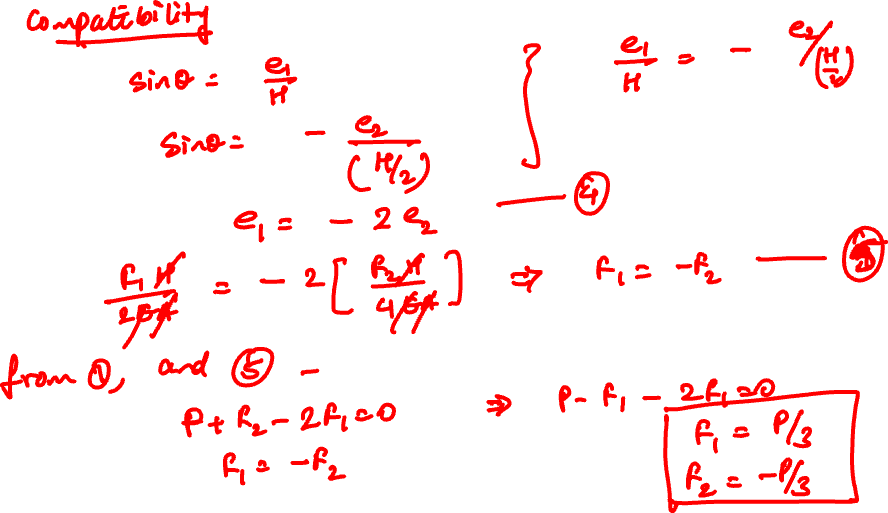 Compatibility
sinθ = e₁/H
sinθ = - e₂/(H/2)
} e₁/H = - e₂/(H/2)
e₁ = - 2 e₂ — ④
F₁H/2EA = - 2 [ F₂H/4EA ] ⇒ F₁ = -F₂ — ⑤
from ①, and ⑤ -
P + F₂ - 2F₁ = 0 ⇒ P - F₁ - 2F₁ = 0
F₁ = -F₂
F₁ = P/3
F₂ = -P/3